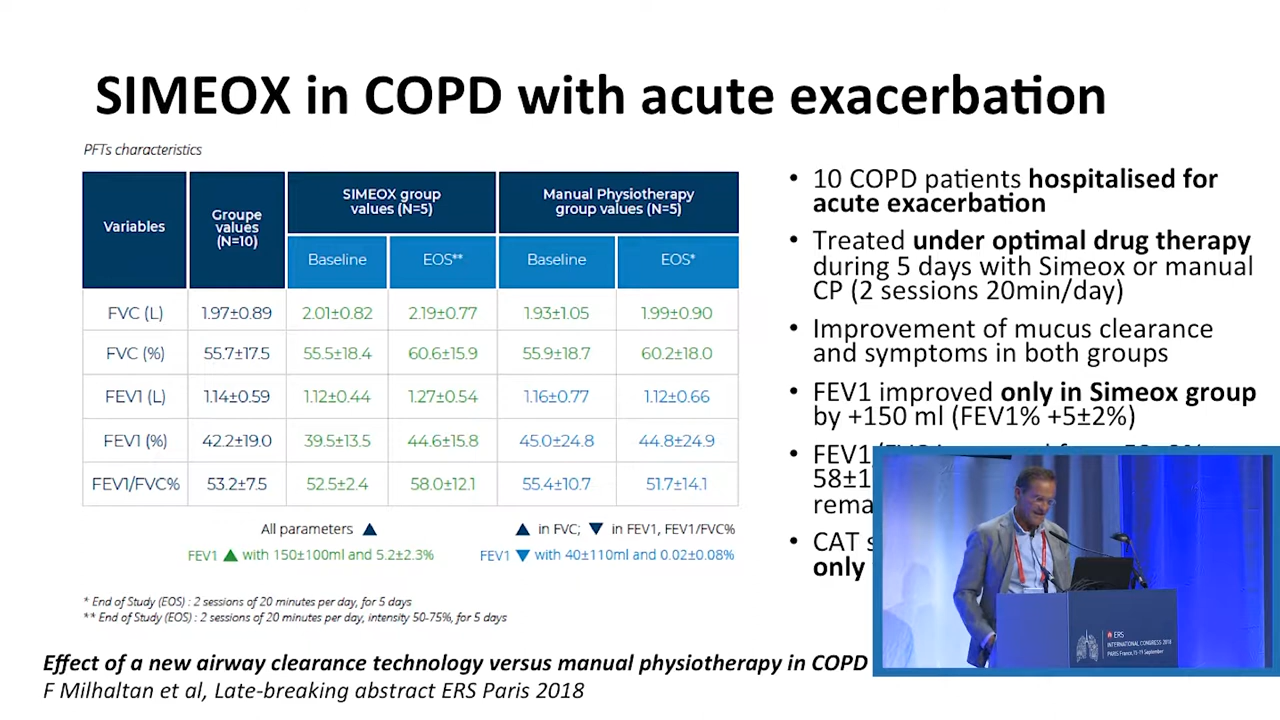 SIMEOX in COPD with acute exacerbation
PFTs characteristics
Variables
Groupe
values
(N=10)
SIMEOX group
values (N=5)
Manual Physiotherapy
group values (N=5)
Baseline
EOS**
Baseline
EOS*
FVC (L) 1.97±0.89 2.01±0.82 2.19±0.77 1.93±1.05 1.99±0.90
FVC (%) 55.7±17.5 55.5±18.4 60.6±15.9 55.9±18.7 60.2±18.0
FEV1 (L) 1.14±0.59 1.12±0.44 1.27±0.54 1.16±0.77 1.12±0.66
FEV1 (%) 42.2±19.0 39.5±13.5 44.6±15.8 45.0±24.8 44.8±24.9
FEV1/FVC% 53.2±7.5 52.5±2.4 58.0±12.1 55.4±10.7 51.7±14.1
All parameters ▲
▲ in FVC; ▼ in FEV1, FEV1/FVC%
FEV1 ▲ with 150±100ml and 5.2±2.3%
FEV1 ▼ with 40±110ml and 0.02±0.08%
* End of Study (EOS) : 2 sessions of 20 minutes per day, for 5 days
** End of Study (EOS) : 2 sessions of 20 minutes per day, intensity 50-75%, for 5 days
• 10 COPD patients hospitalised for
acute exacerbation
• Treated under optimal drug therapy
during 5 days with Simeox or manual
CP (2 sessions 20min/day)
• Improvement of mucus clearance
and symptoms in both groups
• FEV1 improved only in Simeox group
by +150 ml (FEV1% +5±2%)
• FEV1/
58±1
rema
• CAT s
only
Effect of a new airway clearance technology versus manual physiotherapy in COPD
F Milhaltan et al, Late-breaking abstract ERS Paris 2018
ERS
INTERNATIONAL CONGRESS 2018
PARIS France, 15-19 September